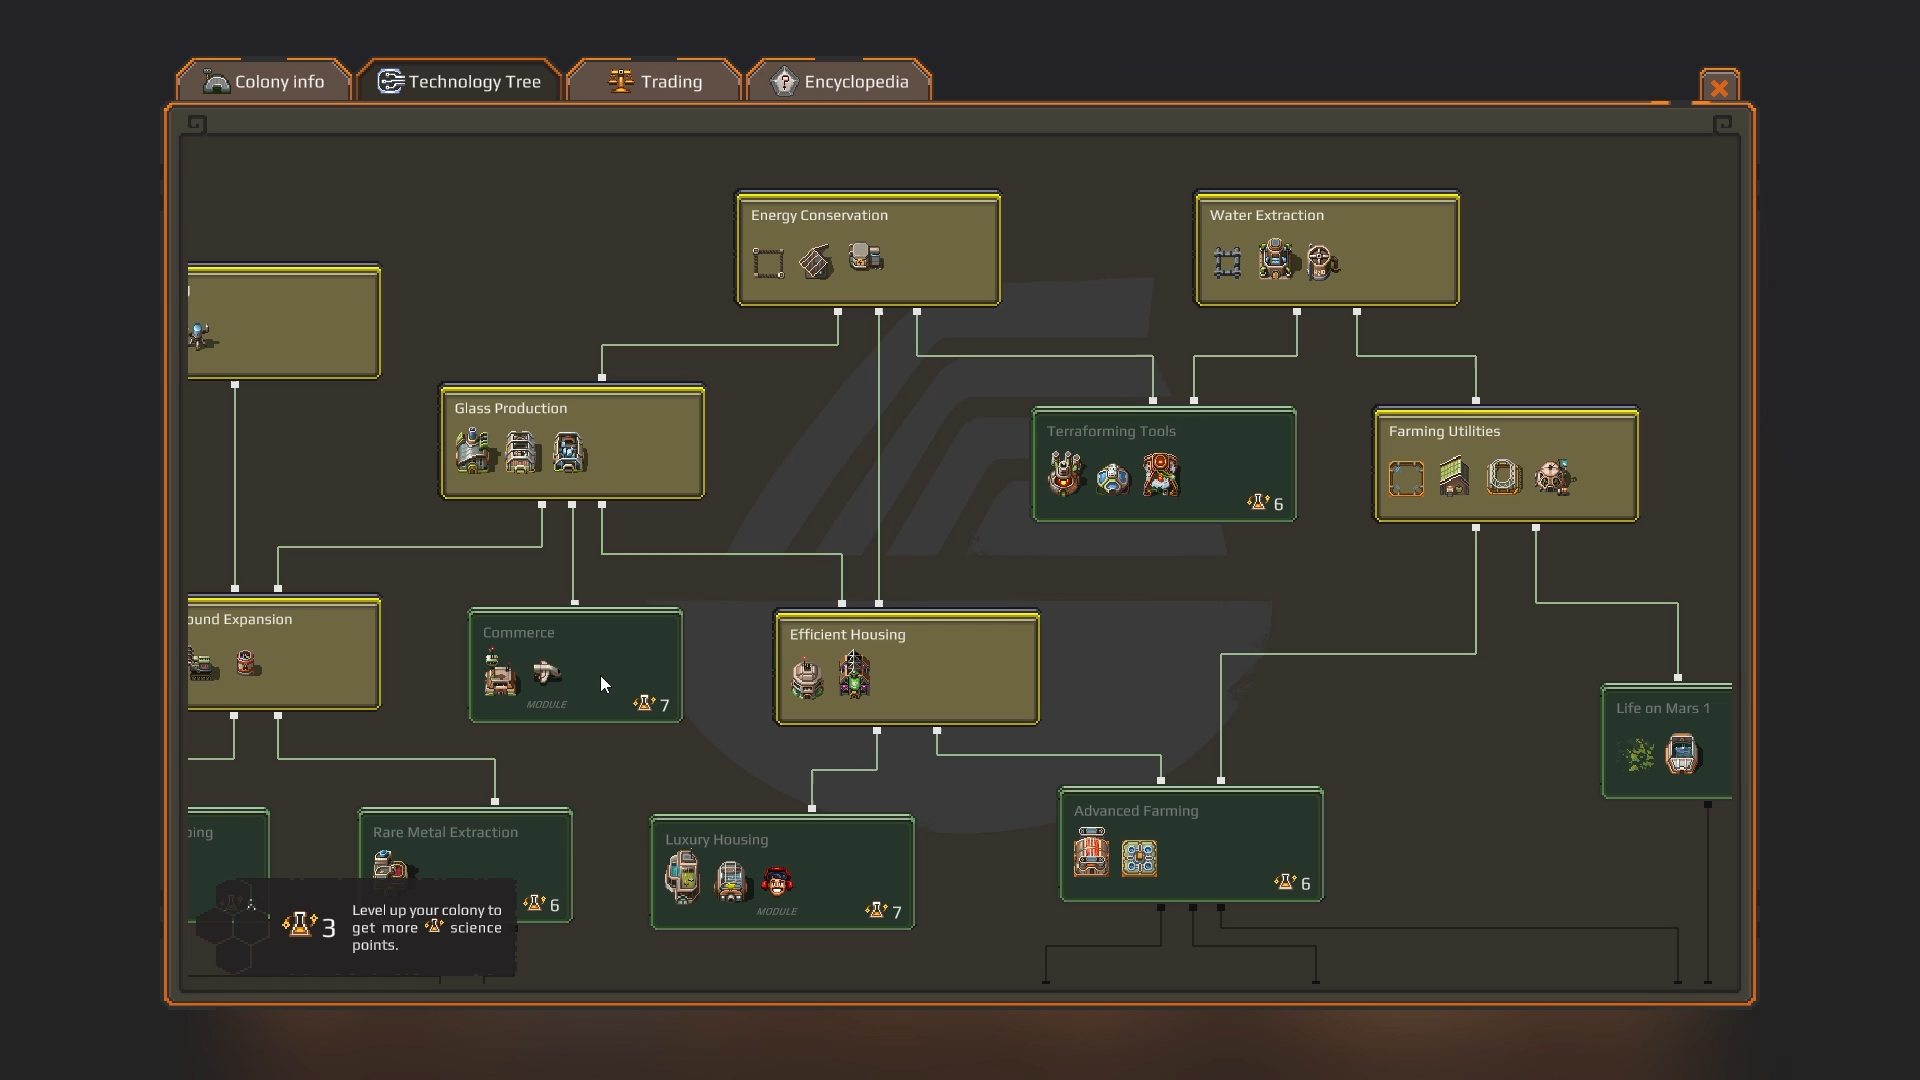 Colony info
Technology Tree
Trading
Encyclopedia
Energy Conservation
Water Extraction
Glass Production
Terraforming Tools
6
Farming Utilities
ound Expansion
Commerce
MODULE
7
Efficient Housing
Life on Mars 1
Rare Metal Extraction
6
Luxury Housing
MODULE
7
Advanced Farming
6
3
Level up your colony to
get more science
points.